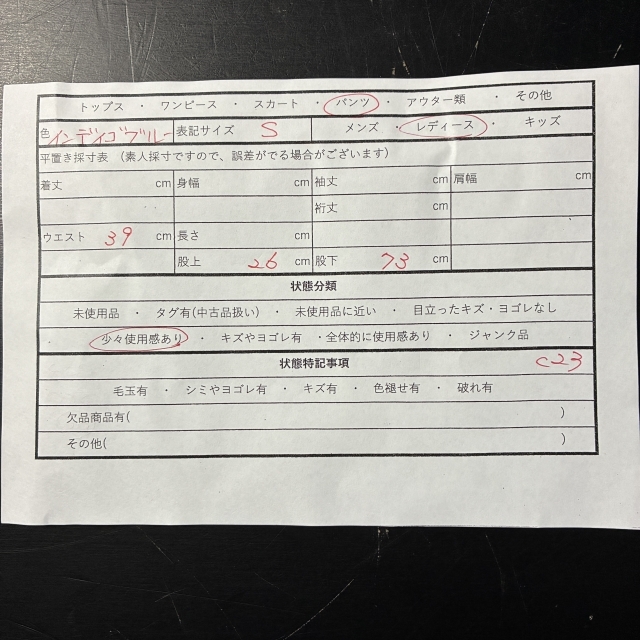 トップス ・ ワンピース ・ スカート ・ パンツ ・ アウター類 ・ その他
色 インディゴブルー 表記サイズ S メンズ ・ レディース ・ キッズ
平置き採寸表 (素人採寸ですので、誤差がでる場合がございます)
着丈 cm 身幅 cm 袖丈 cm 肩幅 cm
裄丈 cm
ウエスト 39 cm 長さ cm
股上 26 cm 股下 73 cm
状態分類
未使用品 ・ タグ有(中古品扱い) ・ 未使用品に近い ・ 目立ったキズ・ヨゴレなし
・ 少々使用感あり ・ キズやヨゴレ有 ・全体的に使用感あり ・ ジャンク品
状態特記事項 C23
毛玉有 ・ シミやヨゴレ有 ・ キズ有 ・ 色褪せ有 ・ 破れ有
欠品商品有( )
その他( )